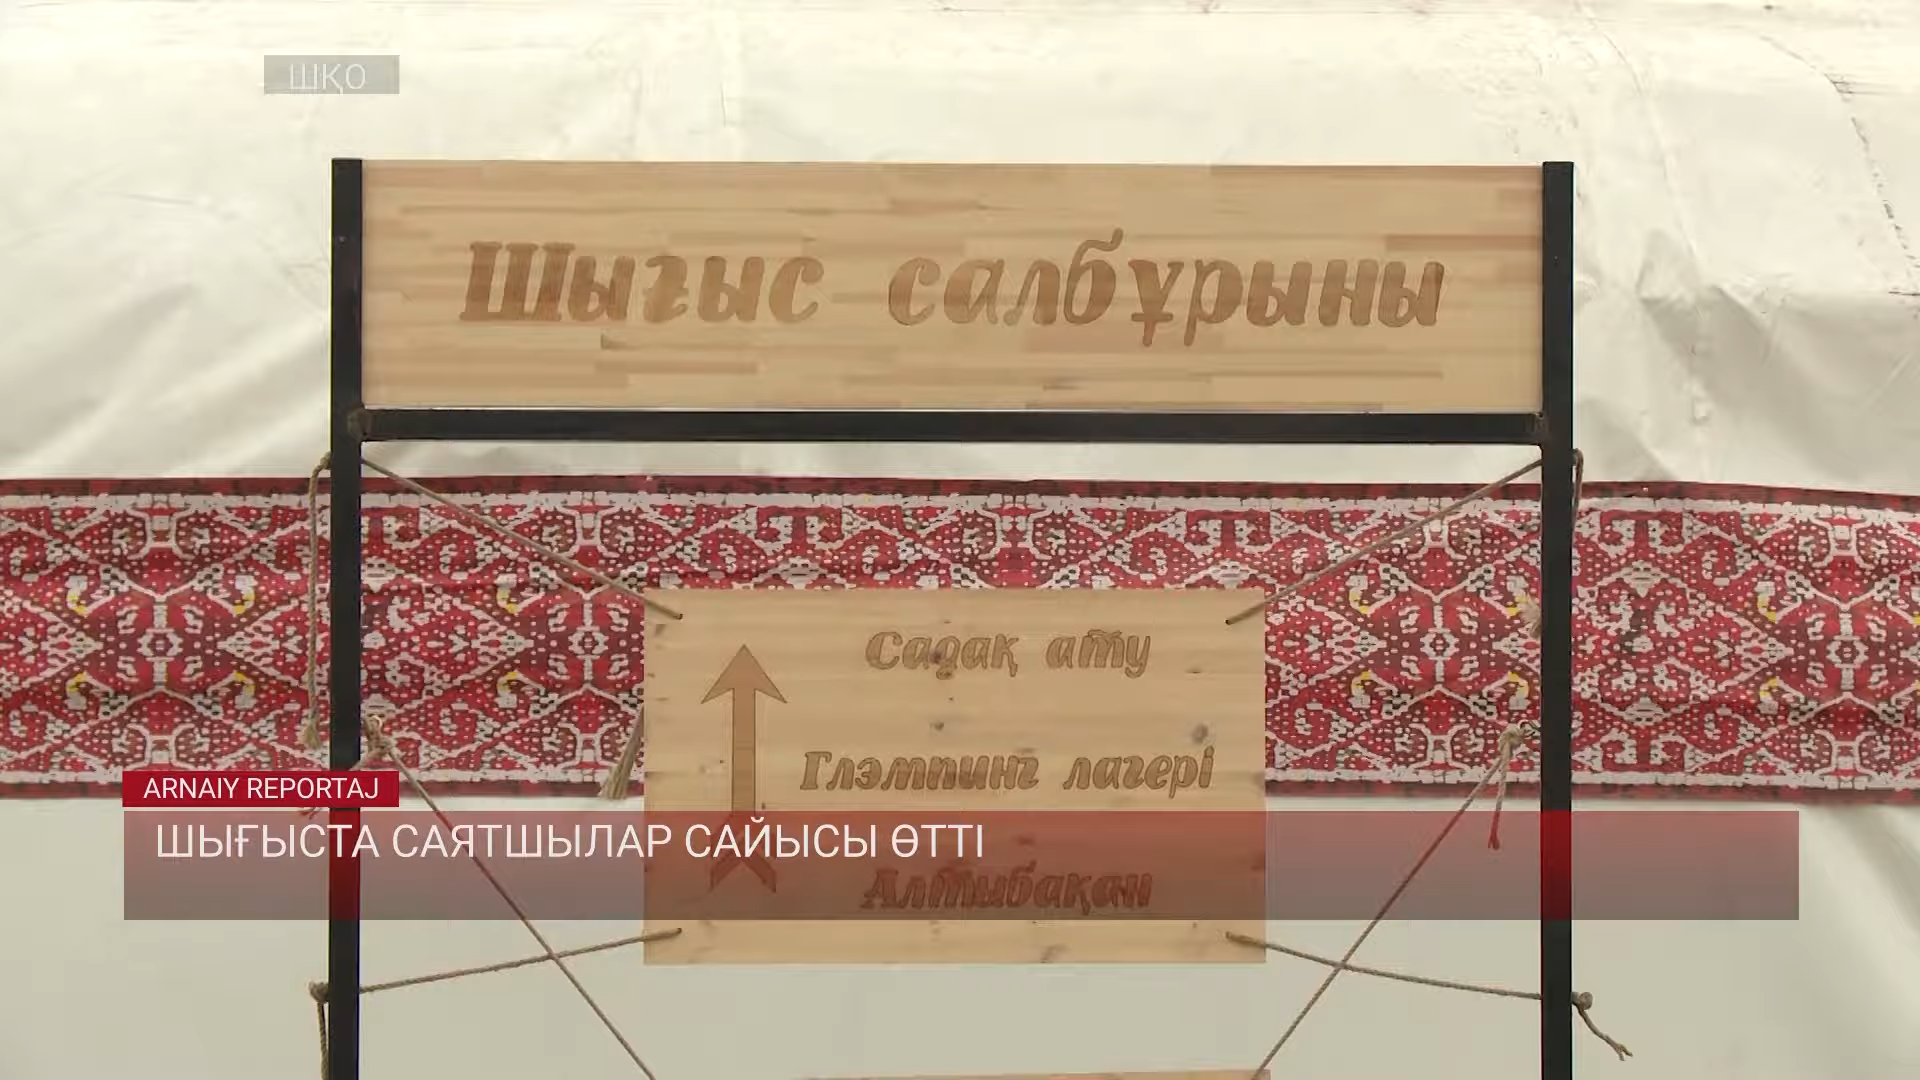 ШҚО
Шығыс салбұрыны
Садақ ату
Глэмпинг лагері
ARNAIY REPORTAJ
ШЫҒЫСТА САЯТШЫЛАР САЙЫСЫ ӨТТІ
Алтыбақан